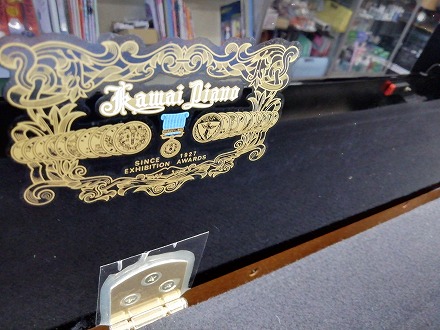 Kawai Piano
SINCE 1927
EXHIBITION AWARDS